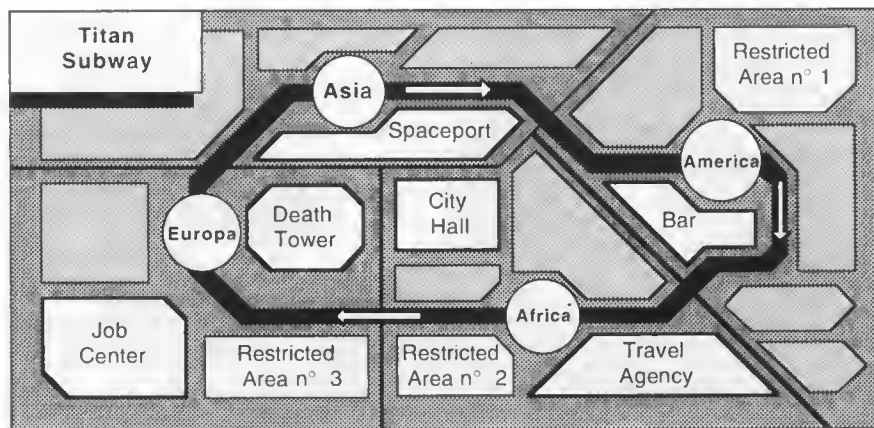 Titan
Subway
Asia
Spaceport
Restricted
Area n° 1
America
Europa
Death
Tower
City
Hall
Bar
Job
Center
Restricted
Area n° 3
Restricted
Area n° 2
Africa
Travel
Agency